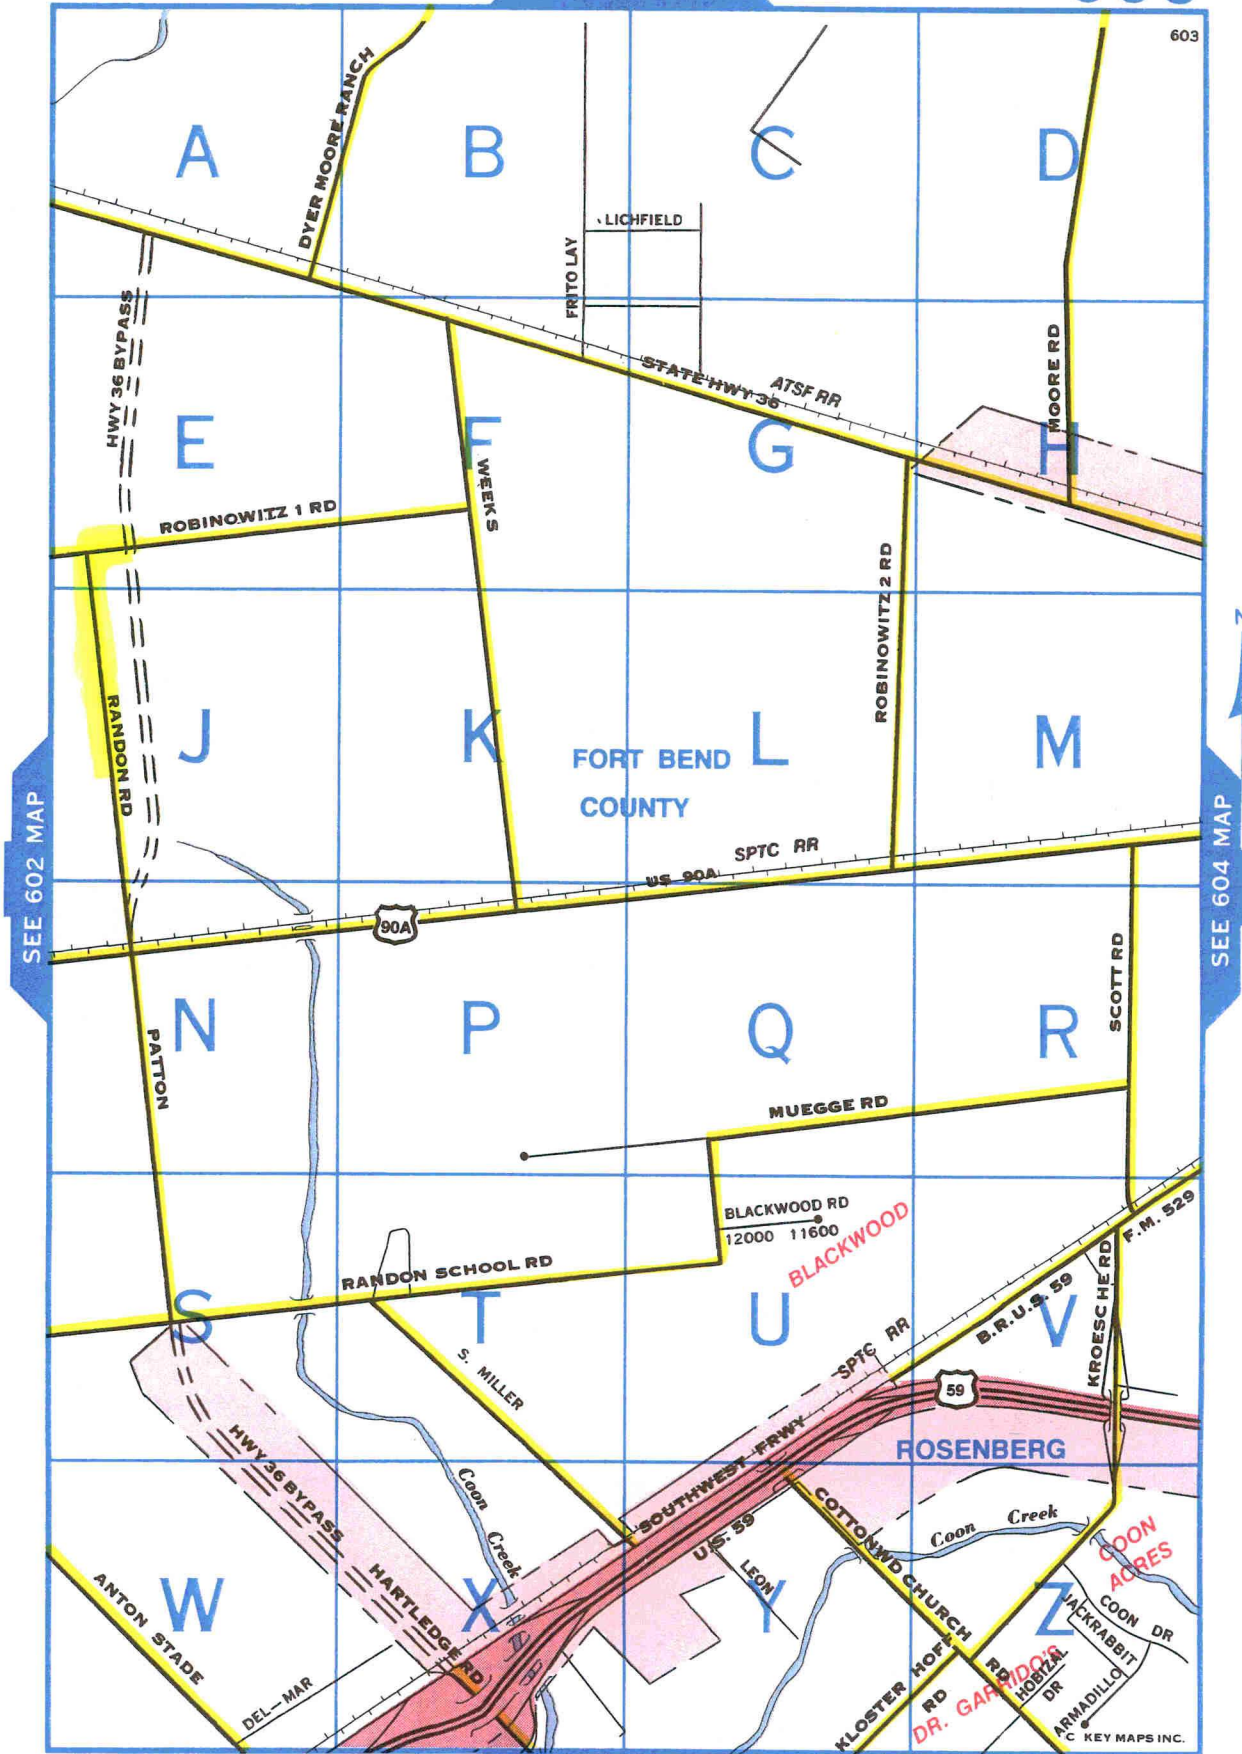 603
A
B
C
D
DYER MOORE RANCH
LICHFIELD
FRITO LAY
HWY 36 BYPASS
STATE HWY 36
ATSF RR
MOORE RD
E
F
G
H
WEEKS
ROBINOWITZ 1 RD
ROBINOWITZ 2 RD
RANDON RD
J
K
L
M
FORT BEND
COUNTY
SEE 602 MAP
SEE 604 MAP
SPTC RR
US 90A
90A
SCOTT RD
N
P
Q
R
PATTON
MUEGGE RD
BLACKWOOD RD
12000 11600
BLACKWOOD
F.M. 529
RANDON SCHOOL RD
KROESCHE RD
B.R.U.S. 59
S
T
U
V
S. MILLER
SPTC RR
59
HWY 36 BYPASS
SOUTHWEST FRWY
ROSENBERG
U.S. 59
COTTONWD CHURCH
RD
Coon
Creek
Coon
Creek
COON
ACRES
ANTON STADE
HARTLEDGE RD
LEON
W
X
Y
Z
COON DR
JACKRABBIT
HOBIZAL
DR
ARMADILLO
DEL-MAR
KLOSTER HOFF
RD
DR. GARRIDO'S
C KEY MAPS INC.